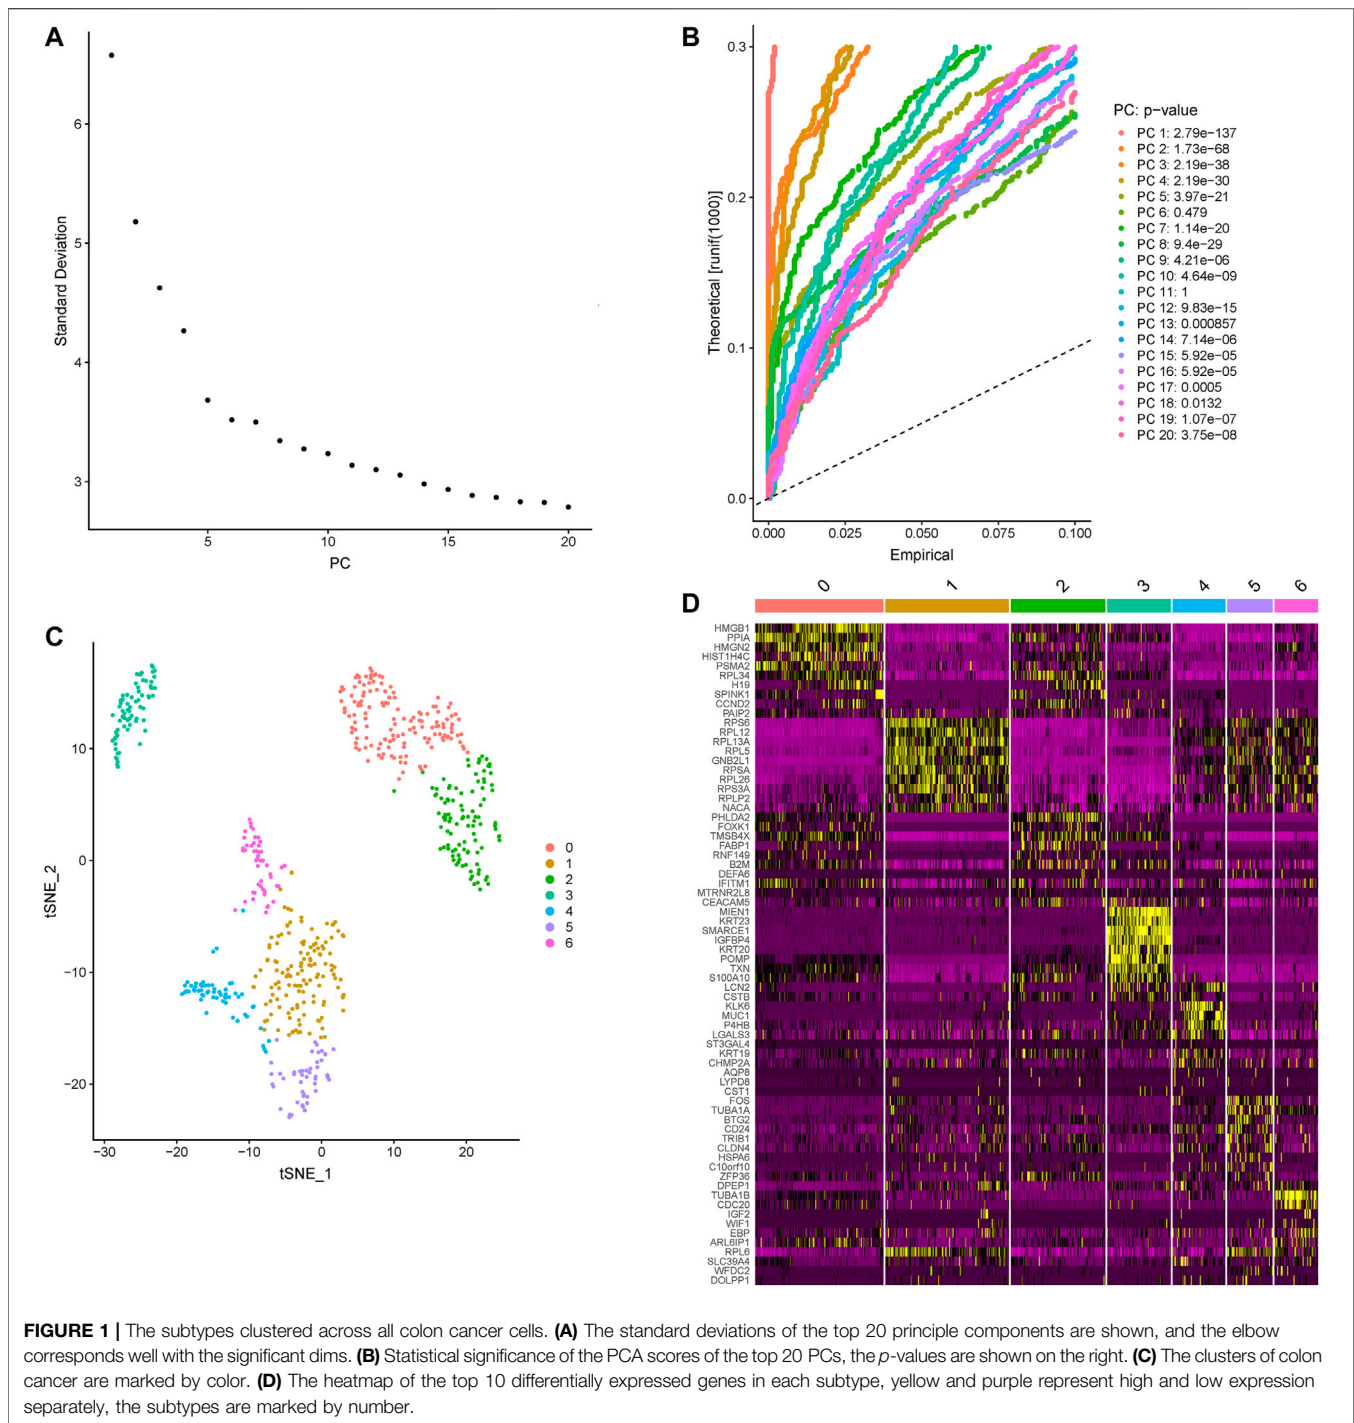 A
6
5
4
3
Standard Deviation
5
10
15
20
PC
B
0.3
0.2
0.1
0.0
Theoretical [runif(1000)]
0.000
0.025
0.050
0.075
0.100
Empirical
PC: p-value
PC 1: 2.79e-137
PC 2: 1.73e-68
PC 3: 2.19e-38
PC 4: 2.19e-30
PC 5: 3.97e-21
PC 6: 0.479
PC 7: 1.14e-20
PC 8: 9.4e-29
PC 9: 4.21e-06
PC 10: 4.64e-09
PC 11: 1
PC 12: 9.83e-15
PC 13: 0.000857
PC 14: 7.14e-06
PC 15: 5.92e-05
PC 16: 5.92e-05
PC 17: 0.0005
PC 18: 0.0132
PC 19: 1.07e-07
PC 20: 3.75e-08
C
10
0
-10
-20
tSNE_2
-30
-20
-10
0
10
20
tSNE_1
0
1
2
3
4
5
6
D
0
1
2
3
4
5
6
HMGB1
PPIA
HMGN2
HIST1H4C
PSMA2
RPL34
H19
SPINK1
CCND2
PAIP2
RPS6
RPL12
RPL13A
RPL5
GNB2L1
RPSA
RPL26
RPS3A
RPLP2
NACA
PHLDA2
FOXK1
TMSB4X
FABP1
RNF149
B2M
DEFA6
IFITM1
MTRNR2L8
CEACAM5
MIEN1
KRT23
SMARCE1
IGFBP4
KRT20
POMP
TXN
S100A10
LCN2
CSTB
KLK6
MUC1
P4HB
LGALS3
ST3GAL4
KRT19
CHMP2A
AQP8
LYPD8
CST1
FOS
TUBA1A
BTG2
CD24
TRIB1
CLDN4
HSPA6
C10orf10
ZFP36
DPEP1
TUBA1B
CDC20
IGF2
WIF1
EBP
ARL6IP1
RPL6
SLC39A4
WFDC2
DOLPP1
FIGURE 1 | The subtypes clustered across all colon cancer cells. (A) The standard deviations of the top 20 principle components are shown, and the elbow
corresponds well with the significant dims. (B) Statistical significance of the PCA scores of the top 20 PCs, the p-values are shown on the right. (C) The clusters of colon
cancer are marked by color. (D) The heatmap of the top 10 differentially expressed genes in each subtype, yellow and purple represent high and low expression
separately, the subtypes are marked by number.